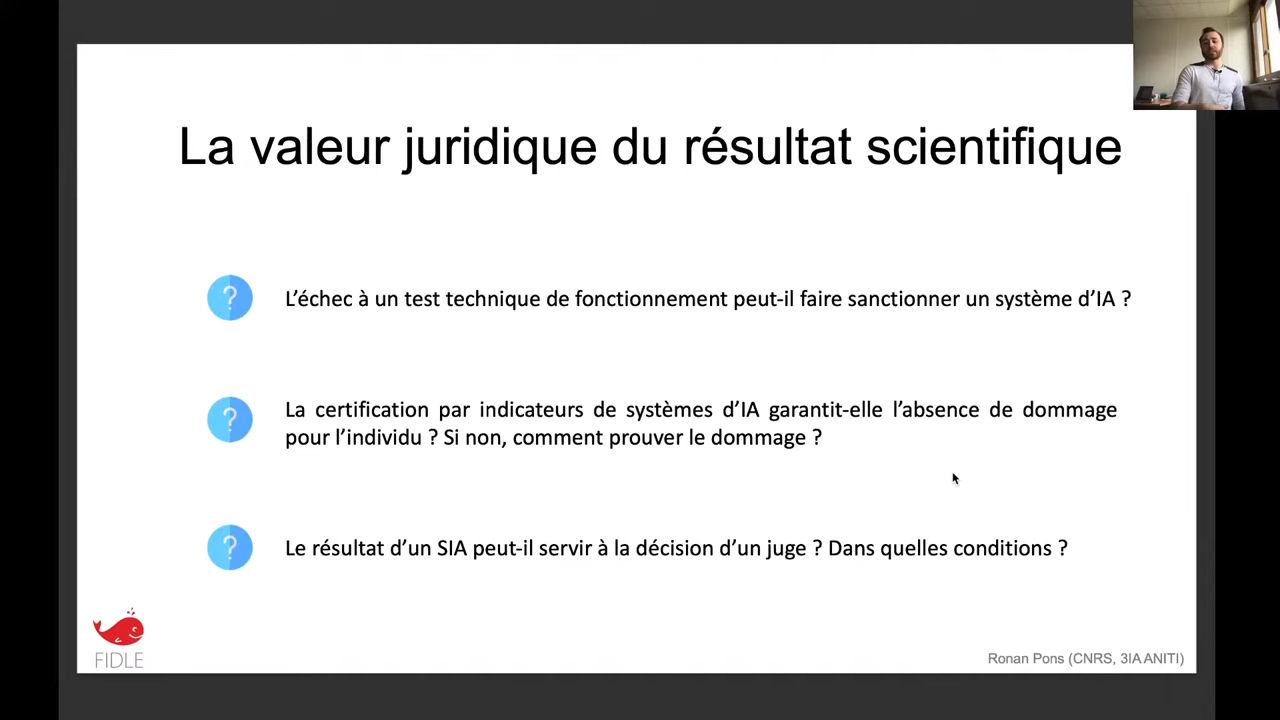 La valeur juridique du résultat scientifique
?
L’échec à un test technique de fonctionnement peut-il faire sanctionner un système d’IA ?
?
La certification par indicateurs de systèmes d’IA garantit-elle l’absence de dommage
pour l’individu ? Si non, comment prouver le dommage ?
?
Le résultat d’un SIA peut-il servir à la décision d’un juge ? Dans quelles conditions ?
FIDLE
Ronan Pons (CNRS, 3IA ANITI)